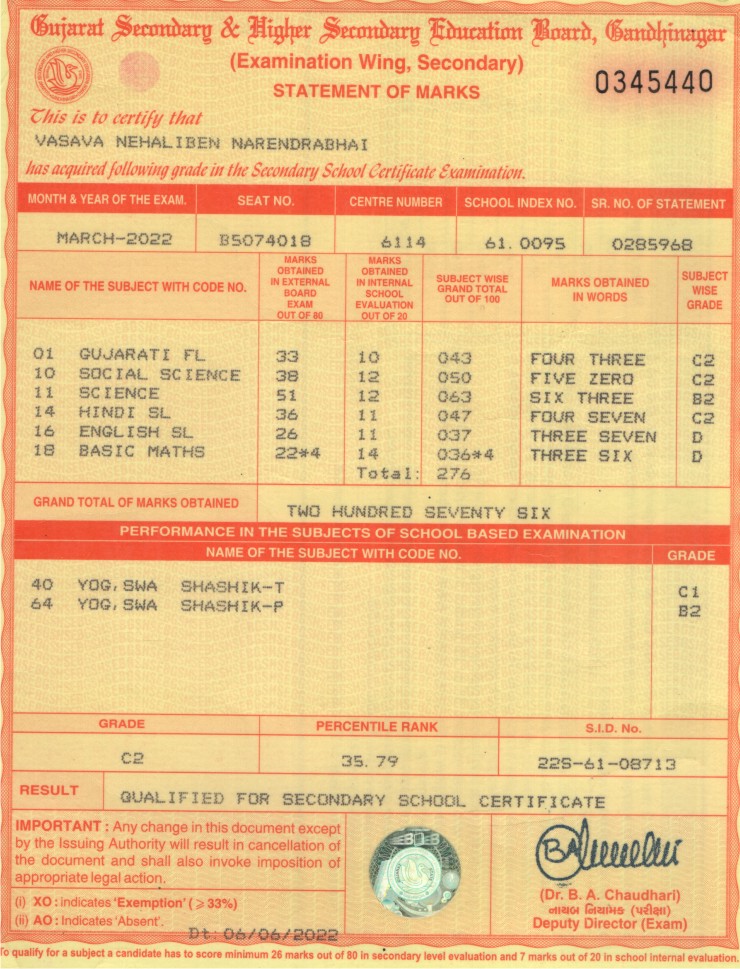 Gujarat Secondary & Higher Secondary Education Board, Gandhinagar
(Examination Wing, Secondary)
STATEMENT OF MARKS
0345440
This is to certify that
VASAVA NEHALIBEN NARENDRABHAI
has acquired following grade in the Secondary School Certificate Examination.
MONTH & YEAR OF THE EXAM. SEAT NO. CENTRE NUMBER SCHOOL INDEX NO. SR. NO. OF STATEMENT
MARCH-2022 B5074018 6114 61.0095 0285968
NAME OF THE SUBJECT WITH CODE NO.
MARKS
OBTAINED
IN EXTERNAL
BOARD
EXAM
OUT OF 80
MARKS
OBTAINED
IN INTERNAL
SCHOOL
EVALUATION
OUT OF 20
SUBJECT WISE
GRAND TOTAL
OUT OF 100
MARKS OBTAINED
IN WORDS
SUBJECT
WISE
GRADE
01 GUJARATI FL 33 10 043 FOUR THREE C2
10 SOCIAL SCIENCE 38 12 050 FIVE ZERO C2
11 SCIENCE 51 12 063 SIX THREE B2
14 HINDI SL 36 11 047 FOUR SEVEN C2
16 ENGLISH SL 26 11 037 THREE SEVEN D
18 BASIC MATHS 22*4 14 036*4 THREE SIX D
Total: 276
GRAND TOTAL OF MARKS OBTAINED TWO HUNDRED SEVENTY SIX
PERFORMANCE IN THE SUBJECTS OF SCHOOL BASED EXAMINATION
NAME OF THE SUBJECT WITH CODE NO. GRADE
40 YOG,SWA SHASHIK-T C1
64 YOG,SWA SHASHIK-P B2
GRADE PERCENTILE RANK S.I.D. No.
C2 35.79 22S-61-08713
RESULT QUALIFIED FOR SECONDARY SCHOOL CERTIFICATE
IMPORTANT : Any change in this document except
by the Issuing Authority will result in cancellation of
the document and shall also invoke imposition of
appropriate legal action.
(i) XO : indicates 'Exemption' (⩾ 33%)
(ii) AO : Indicates 'Absent'.
Dt: 06/06/2022
(Dr. B. A. Chaudhari)
નાયબ નિયામક (પરીક્ષા)
Deputy Director (Exam)
To qualify for a subject a candidate has to score minimum 26 marks out of 80 in secondary level evaluation and 7 marks out of 20 in school internal evaluation.